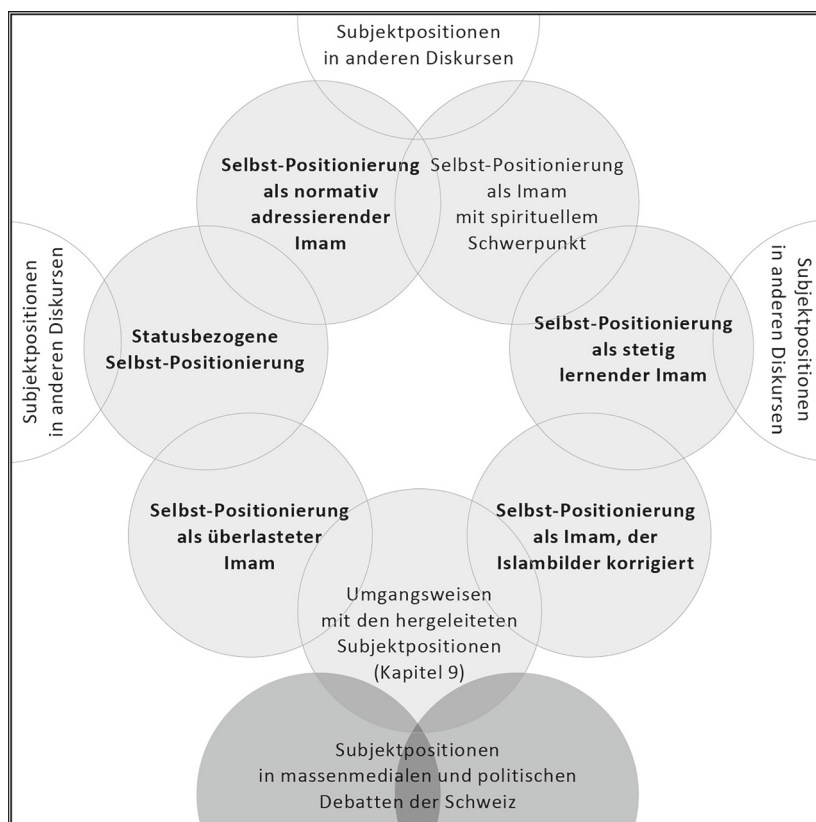 Subjektpositionen
in anderen Diskursen
Selbst-Positionierung
als normativ
adressierender
Imam
Selbst-Positionierung
als Imam
mit spirituellem
Schwerpunkt
Subjektpositionen
in anderen Diskursen
Statusbezogene
Selbst-Positionierung
Selbst-Positionierung
als stetig
lernender Imam
Subjektpositionen
in anderen Diskursen
Selbst-Positionierung
als überlasteter
Imam
Selbst-Positionierung
als Imam, der
Islambilder korrigiert
Umgangsweisen
mit den hergeleiteten
Subjektpositionen
(Kapitel 9)
Subjektpositionen
in massenmedialen und politischen
Debatten der Schweiz